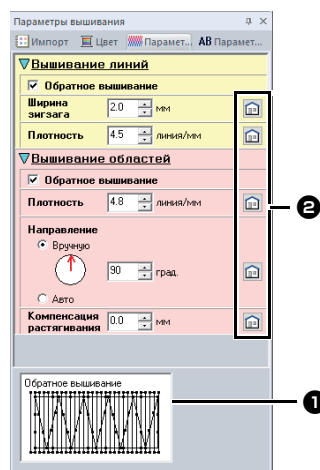 Параметры вышивания
Импорт Цвет Парамет... AB Парамет...
Вышивание линий
Обратное вышивание
Ширина зигзага 2.0 мм
Плотность 4.5 линия/мм
Вышивание областей
Обратное вышивание
Плотность 4.8 линия/мм
Направление
Вручную
90 град.
Авто
Компенсация растягивания 0.0 мм
Обратное вышивание
2
1